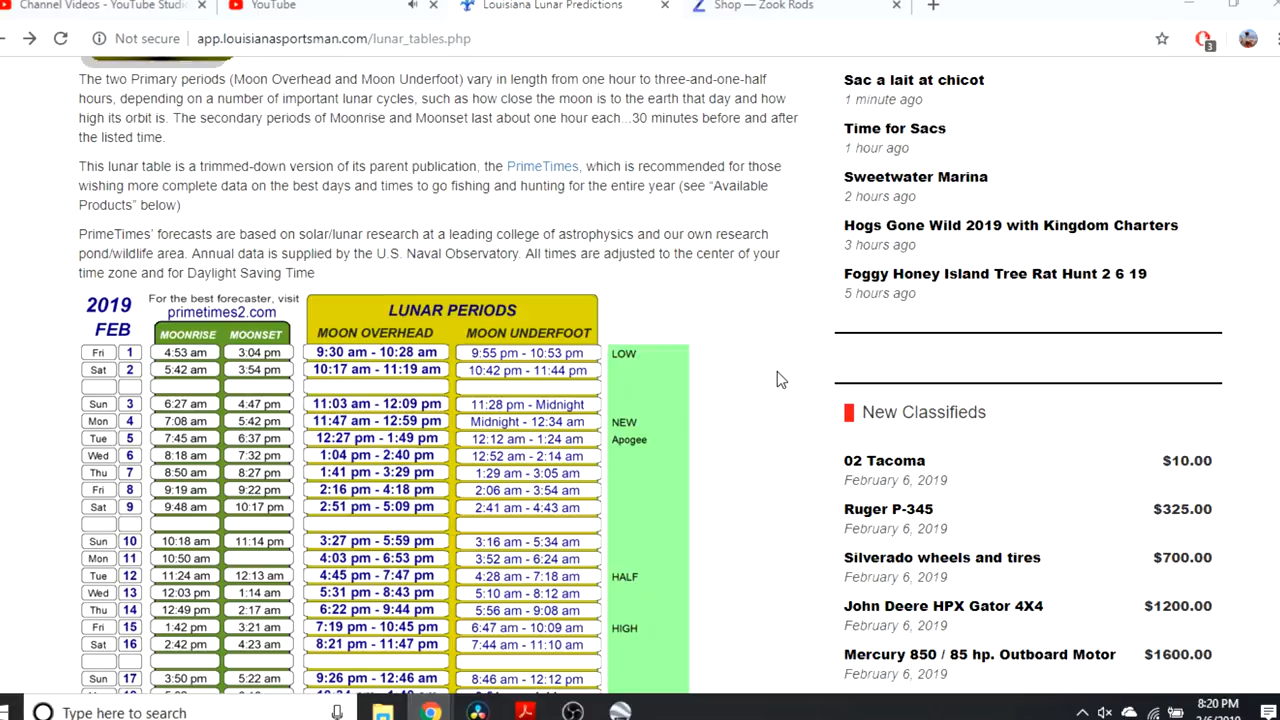 Channel Videos - YouTube Studi
YouTube
Louisiana Lunar Predictions
Shop — Zook Rods
Not secure
app.louisianasportsman.com/lunar_tables.php
3
The two Primary periods (Moon Overhead and Moon Underfoot) vary in length from one hour to three-and-one-half
hours, depending on a number of important lunar cycles, such as how close the moon is to the earth that day and how
high its orbit is. The secondary periods of Moonrise and Moonset last about one hour each...30 minutes before and after
the listed time.
This lunar table is a trimmed-down version of its parent publication, the PrimeTimes, which is recommended for those
wishing more complete data on the best days and times to go fishing and hunting for the entire year (see “Available
Products” below)
PrimeTimes’ forecasts are based on solar/lunar research at a leading college of astrophysics and our own research
pond/wildlife area. Annual data is supplied by the U.S. Naval Observatory. All times are adjusted to the center of your
time zone and for Daylight Saving Time
2019 FEB
For the best forecaster, visit
primetimes2.com
LUNAR PERIODS
MOONRISE MOONSET MOON OVERHEAD MOON UNDERFOOT
Fri 1 4:53 am 3:04 pm 9:30 am - 10:28 am 9:55 pm - 10:53 pm LOW
Sat 2 5:42 am 3:54 pm 10:17 am - 11:19 am 10:42 pm - 11:44 pm
Sun 3 6:27 am 4:47 pm 11:03 am - 12:09 pm 11:28 pm - Midnight
Mon 4 7:08 am 5:42 pm 11:47 am - 12:59 pm Midnight - 12:34 am NEW
Tue 5 7:45 am 6:37 pm 12:27 pm - 1:49 pm 12:12 am - 1:24 am Apogee
Wed 6 8:18 am 7:32 pm 1:04 pm - 2:40 pm 12:52 am - 2:14 am
Thu 7 8:50 am 8:27 pm 1:41 pm - 3:29 pm 1:29 am - 3:05 am
Fri 8 9:19 am 9:22 pm 2:16 pm - 4:18 pm 2:06 am - 3:54 am
Sat 9 9:48 am 10:17 pm 2:51 pm - 5:09 pm 2:41 am - 4:43 am
Sun 10 10:18 am 11:14 pm 3:27 pm - 5:59 pm 3:16 am - 5:34 am
Mon 11 10:50 am 4:03 pm - 6:53 pm 3:52 am - 6:24 am
Tue 12 11:24 am 12:13 am 4:45 pm - 7:47 pm 4:28 am - 7:18 am HALF
Wed 13 12:03 pm 1:14 am 5:31 pm - 8:43 pm 5:10 am - 8:12 am
Thu 14 12:49 pm 2:17 am 6:22 pm - 9:44 pm 5:56 am - 9:08 am
Fri 15 1:42 pm 3:21 am 7:19 pm - 10:45 pm 6:47 am - 10:09 am HIGH
Sat 16 2:42 pm 4:23 am 8:21 pm - 11:47 pm 7:44 am - 11:10 am
Sun 17 3:50 pm 5:22 am 9:26 pm - 12:46 am 8:46 am - 12:12 pm
Sac a lait at chicot
1 minute ago
Time for Sacs
1 hour ago
Sweetwater Marina
2 hours ago
Hogs Gone Wild 2019 with Kingdom Charters
3 hours ago
Foggy Honey Island Tree Rat Hunt 2 6 19
5 hours ago
New Classifieds
02 Tacoma $10.00
February 6, 2019
Ruger P-345 $325.00
February 6, 2019
Silverado wheels and tires $700.00
February 6, 2019
John Deere HPX Gator 4X4 $1200.00
February 6, 2019
Mercury 850 / 85 hp. Outboard Motor $1600.00
February 6, 2019
Type here to search
8:20 PM